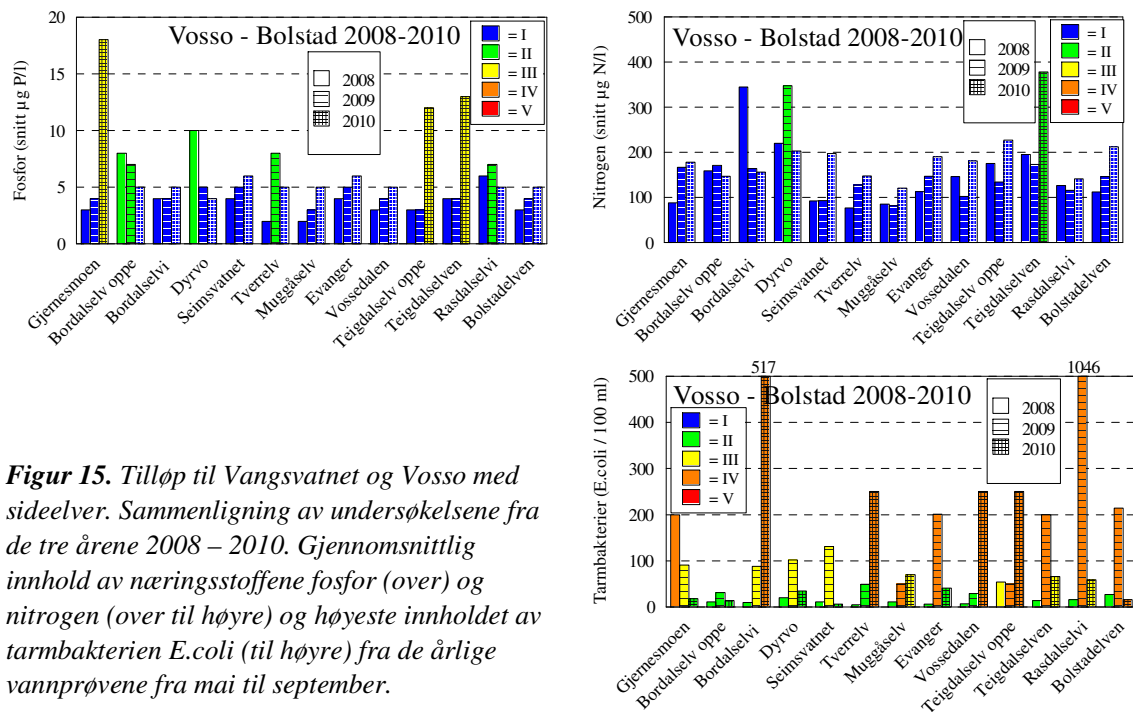 Vosso - Bolstad 2008-2010
Fosfor (snitt µg P/l)
20
15
10
5
0
2008
2009
2010
= I
= II
= III
= IV
= V
Gjernesmoen
Bordalselv oppe
Bordalselvi
Dyrvo
Seimsvatnet
Tverrelv
Muggåselv
Evanger
Vossedalen
Teigdalselv oppe
Teigdalselven
Rasdalselvi
Bolstadelven
Vosso - Bolstad 2008-2010
Nitrogen (snitt µg N/l)
500
400
300
200
100
0
2008
2009
2010
= I
= II
= III
= IV
= V
Gjernesmoen
Bordalselv oppe
Bordalselvi
Dyrvo
Seimsvatnet
Tverrelv
Muggåselv
Evanger
Vossedalen
Teigdalselv oppe
Teigdalselven
Rasdalselvi
Bolstadelven
517
1046
Vosso - Bolstad 2008-2010
Tarmbakterier (E.coli / 100 ml)
500
400
300
200
100
0
= I
= II
= III
= IV
= V
2008
2009
2010
Gjernesmoen
Bordalselv oppe
Bordalselvi
Dyrvo
Seimsvatnet
Tverrelv
Muggåselv
Evanger
Vossedalen
Teigdalselv oppe
Teigdalselven
Rasdalselvi
Bolstadelven
Figur 15. Tilløp til Vangsvatnet og Vosso med
sideelver. Sammenligning av undersøkelsene fra
de tre årene 2008 – 2010. Gjennomsnittlig
innhold av næringsstoffene fosfor (over) og
nitrogen (over til høyre) og høyeste innholdet av
tarmbakterien E.coli (til høyre) fra de årlige
vannprøvene fra mai til september.